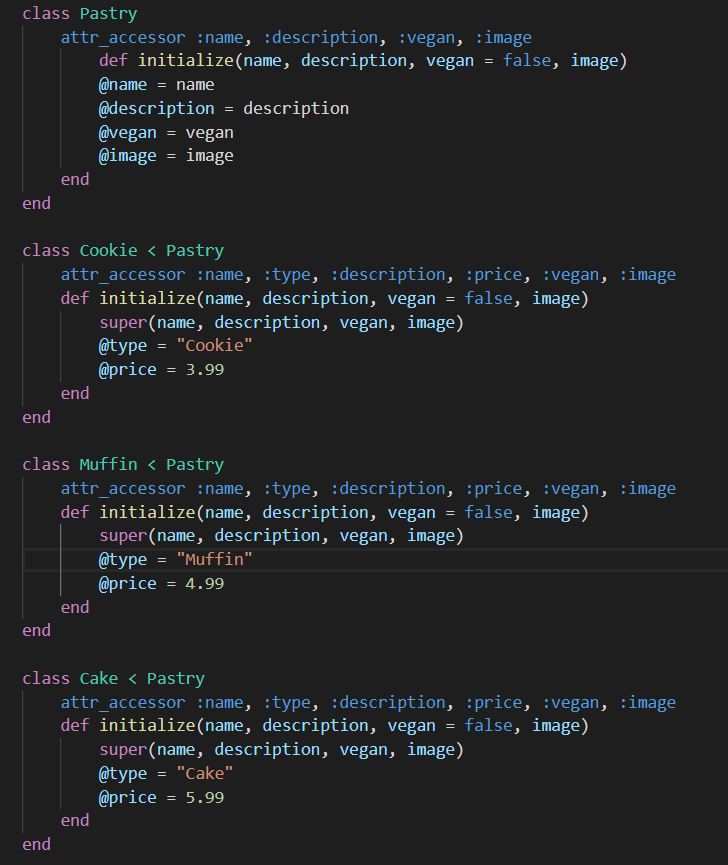 class Pastry
    attr_accessor :name, :description, :vegan, :image
        def initialize(name, description, vegan = false, image)
        @name = name
        @description = description
        @vegan = vegan
        @image = image
    end
end

class Cookie < Pastry
    attr_accessor :name, :type, :description, :price, :vegan, :image
    def initialize(name, description, vegan = false, image)
        super(name, description, vegan, image)
        @type = "Cookie"
        @price = 3.99
    end
end

class Muffin < Pastry
    attr_accessor :name, :type, :description, :price, :vegan, :image
    def initialize(name, description, vegan = false, image)
        super(name, description, vegan, image)
        @type = "Muffin"
        @price = 4.99
    end
end

class Cake < Pastry
    attr_accessor :name, :type, :description, :price, :vegan, :image
    def initialize(name, description, vegan = false, image)
        super(name, description, vegan, image)
        @type = "Cake"
        @price = 5.99
    end
end